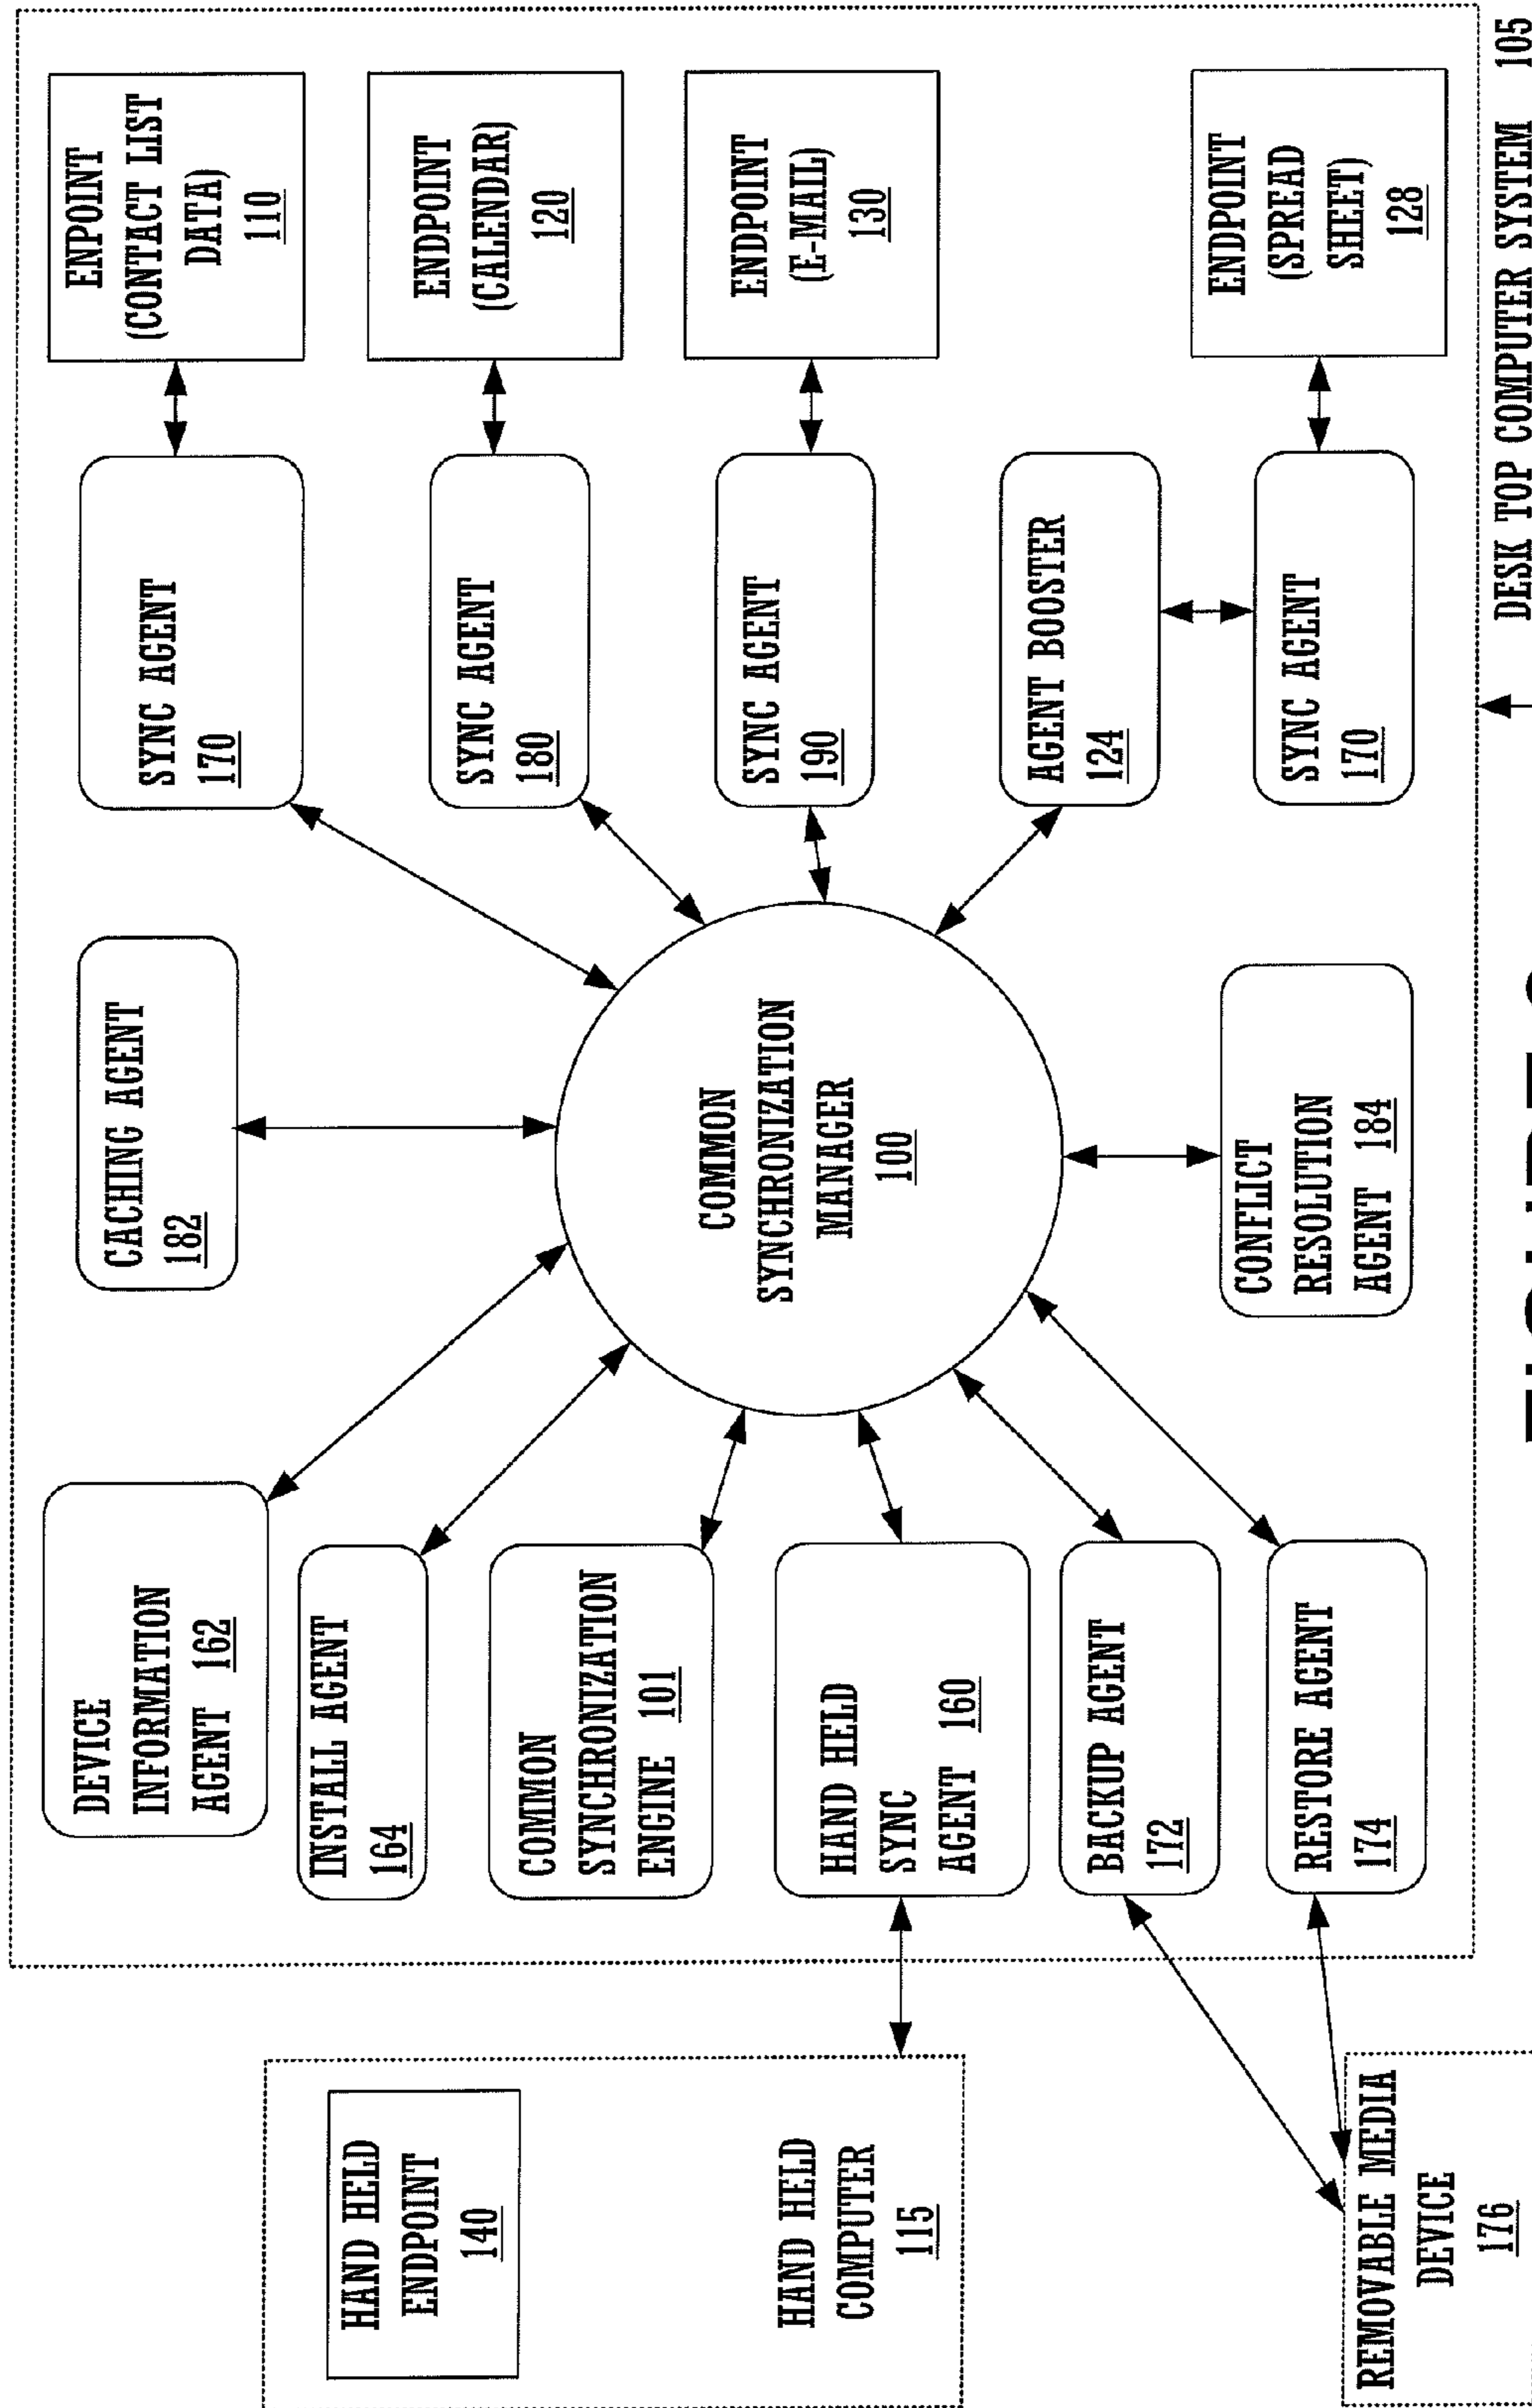 HAND HELD
ENDPOINT
140
HAND HELD
COMPUTER
115
REMOVABLE MEDIA
DEVICE
176
DEVICE
INFORMATION
AGENT 162
INSTALL AGENT
164
COMMON
SYNCHRONIZATION
ENGINE 101
HAND HELD
SYNC
AGENT 160
BACKUP AGENT
172
RESTORE AGENT
174
CACHING AGENT
182
COMMON
SYNCHRONIZATION
MANAGER
100
CONFLICT
RESOLUTION
AGENT 184
SYNC AGENT
170
SYNC AGENT
180
SYNC AGENT
190
AGENT BOOSTER
124
SYNC AGENT
170
ENPOINT
(CONTACT LIST
DATA)
110
ENDPOINT
(CALENDAR)
120
ENDPOINT
(E-MAIL)
130
ENDPOINT
(SPREAD
SHEET)
128
DESK TOP COMPUTER SYSTEM 105